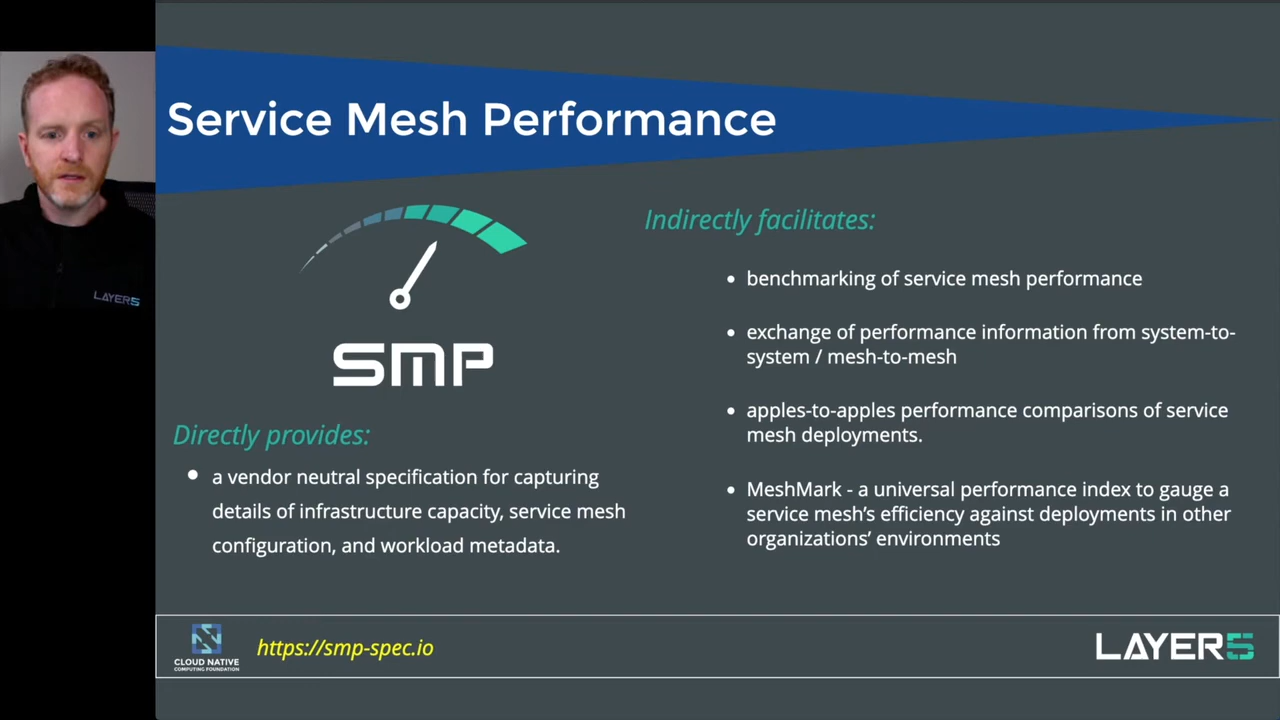 Service Mesh Performance
SMP
Directly provides:
• a vendor neutral specification for capturing
details of infrastructure capacity, service mesh
configuration, and workload metadata.
Indirectly facilitates:
• benchmarking of service mesh performance
• exchange of performance information from system-to-
system / mesh-to-mesh
• apples-to-apples performance comparisons of service
mesh deployments.
• MeshMark - a universal performance index to gauge a
service mesh’s efficiency against deployments in other
organizations’ environments
LAYER5
CLOUD NATIVE
COMPUTING FOUNDATION
https://smp-spec.io
LAYER5